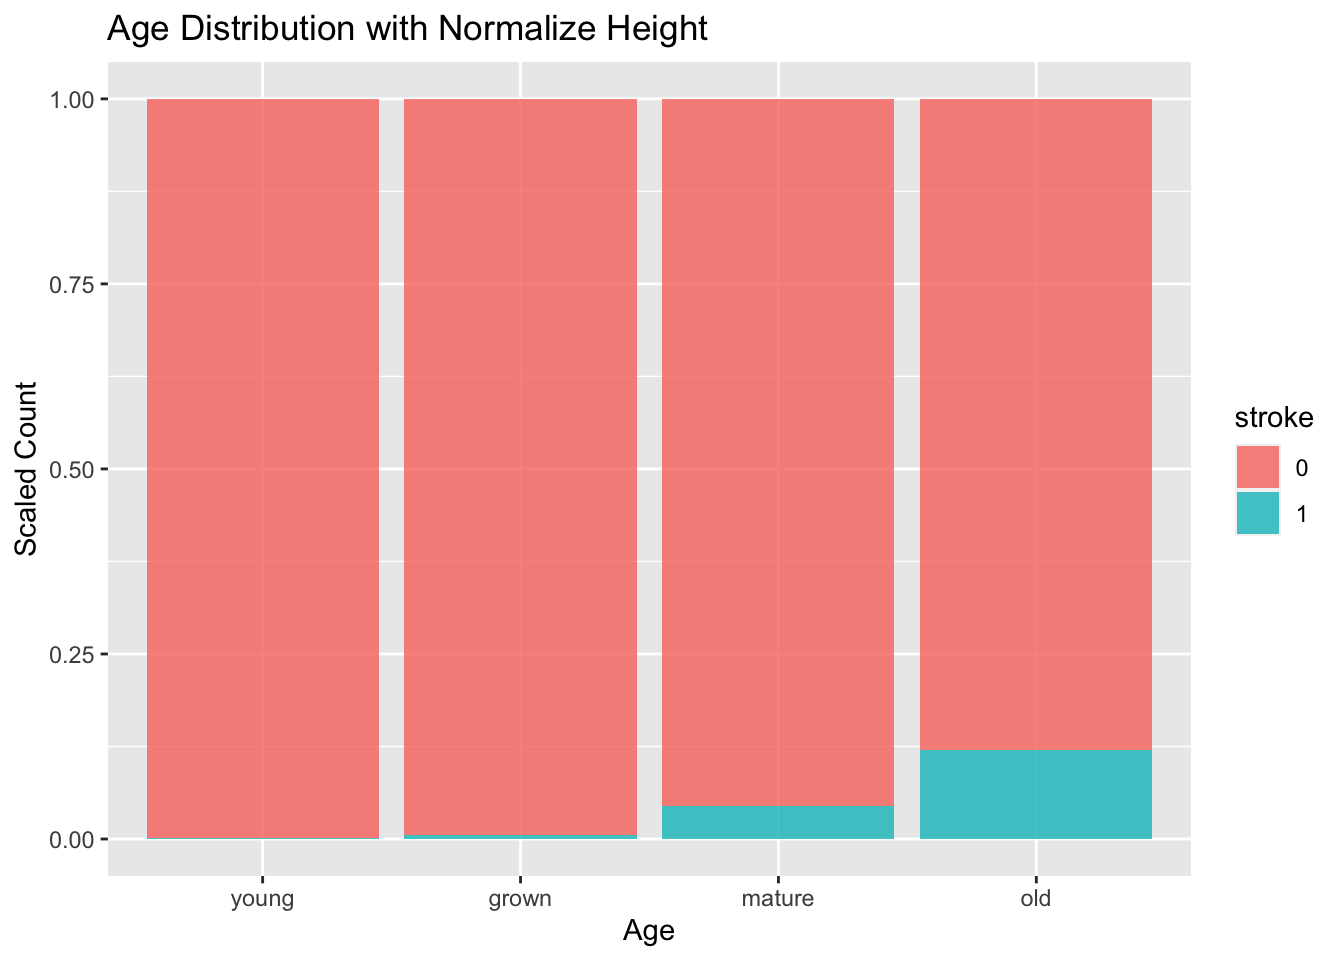 Age Distribution with Normalize Height
1.00
0.75
0.50
0.25
0.00
Scaled Count
young grown mature old
Age
stroke
0
1